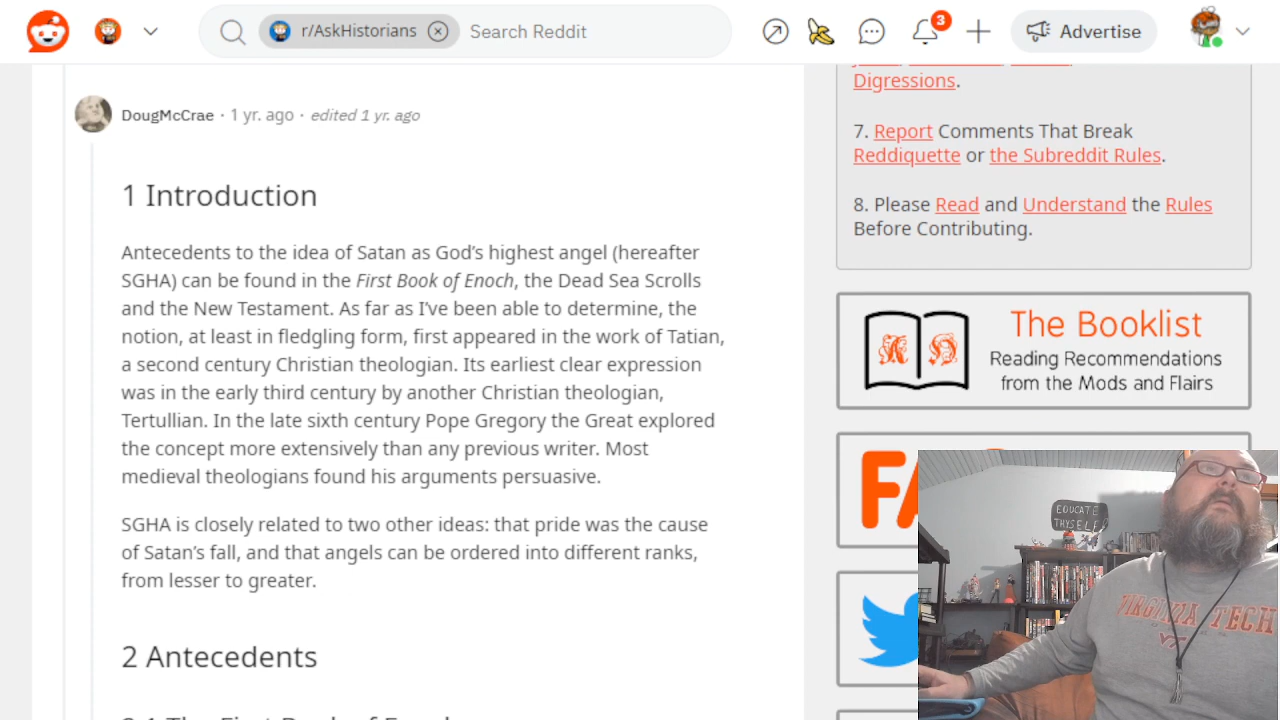 r/AskHistorians
Search Reddit
3
Advertise
Digressions.
DougMcCrae · 1 yr. ago · edited 1 yr. ago
7. Report Comments That Break
Reddiquette or the Subreddit Rules.
8. Please Read and Understand the Rules
Before Contributing.
1 Introduction
Antecedents to the idea of Satan as God’s highest angel (hereafter
SGHA) can be found in the First Book of Enoch, the Dead Sea Scrolls
and the New Testament. As far as I’ve been able to determine, the
notion, at least in fledgling form, first appeared in the work of Tatian,
a second century Christian theologian. Its earliest clear expression
was in the early third century by another Christian theologian,
Tertullian. In the late sixth century Pope Gregory the Great explored
the concept more extensively than any previous writer. Most
medieval theologians found his arguments persuasive.
SGHA is closely related to two other ideas: that pride was the cause
of Satan’s fall, and that angels can be ordered into different ranks,
from lesser to greater.
2 Antecedents
The Booklist
Reading Recommendations
from the Mods and Flairs
EDUCATE
THYSELF
VIRGINIA TECH
VT